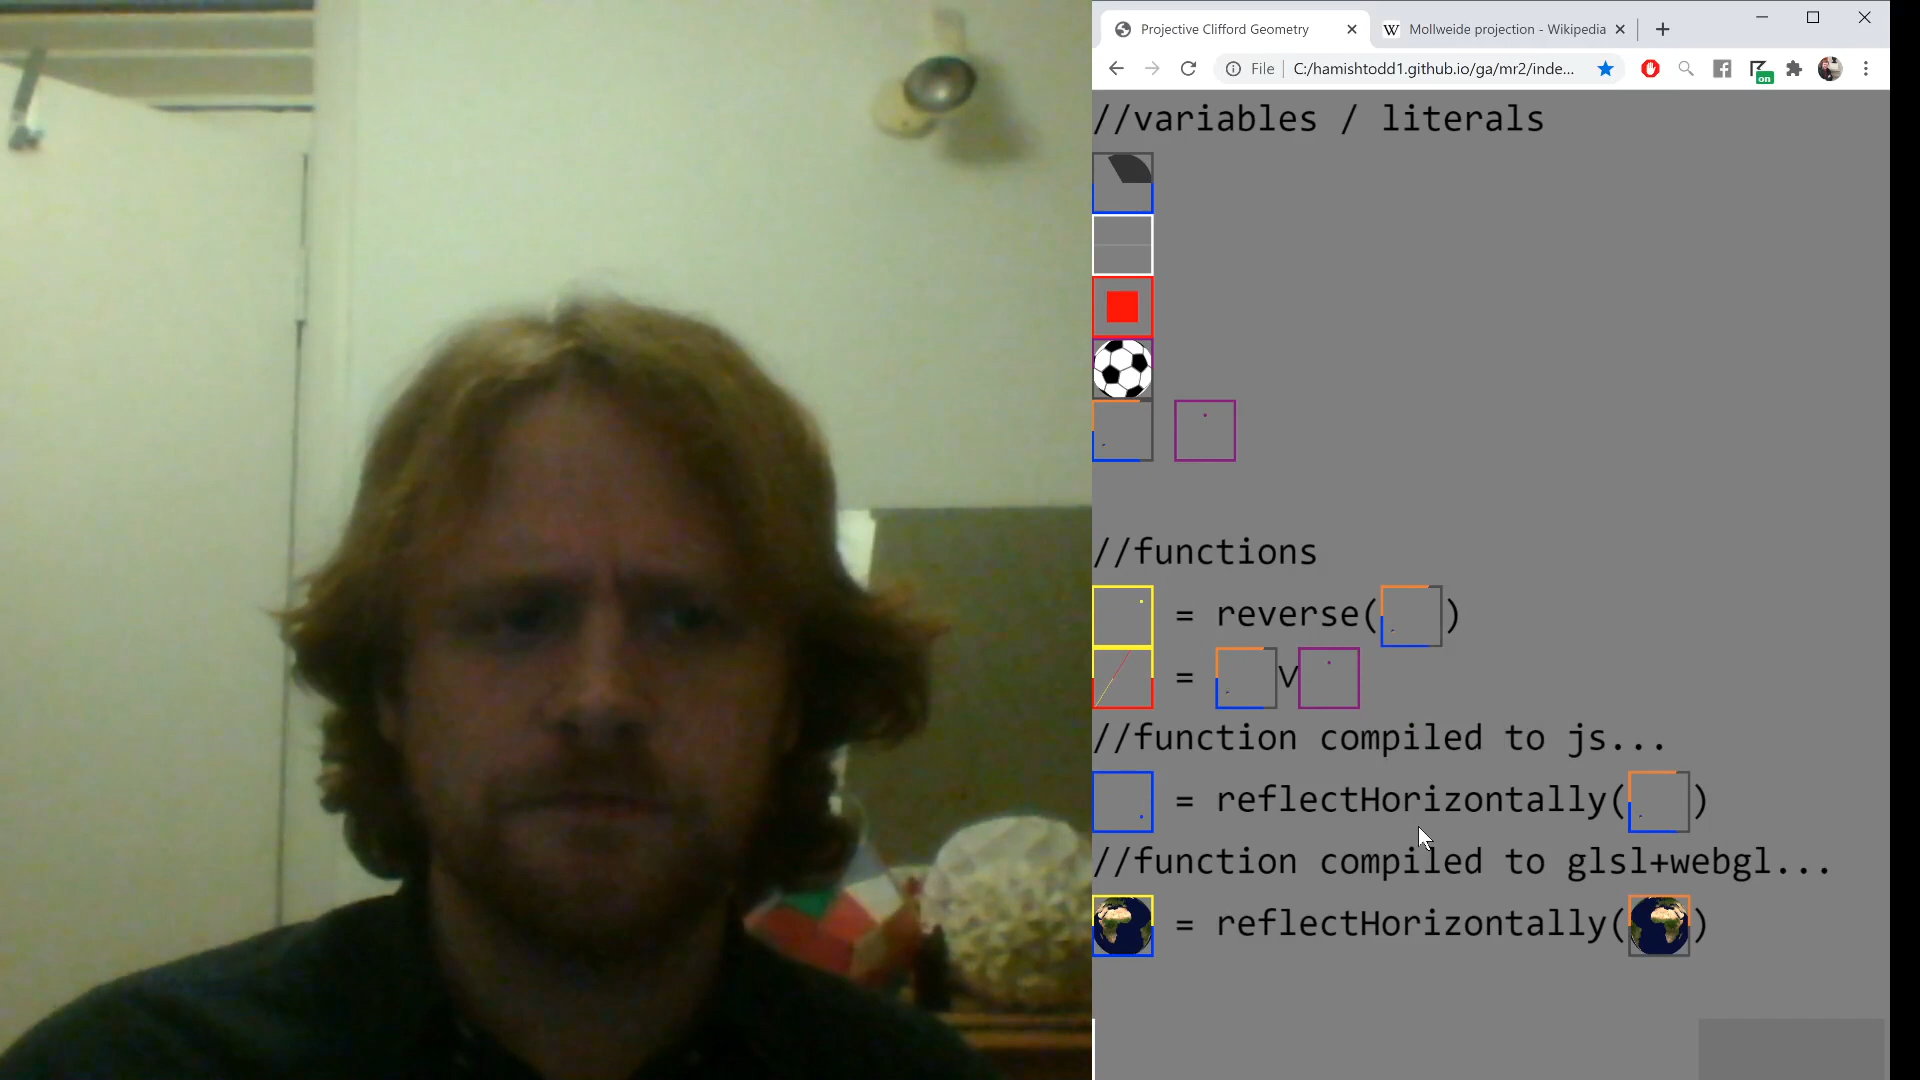 Projective Clifford Geometry
W Mollweide projection - Wikipedia
File C:/hamishtodd1.github.io/ga/mr2/inde...
on
//variables / literals
//functions
= reverse( )
= V
//function compiled to js...
= reflectHorizontally( )
//function compiled to glsl+webgl...
= reflectHorizontally( )